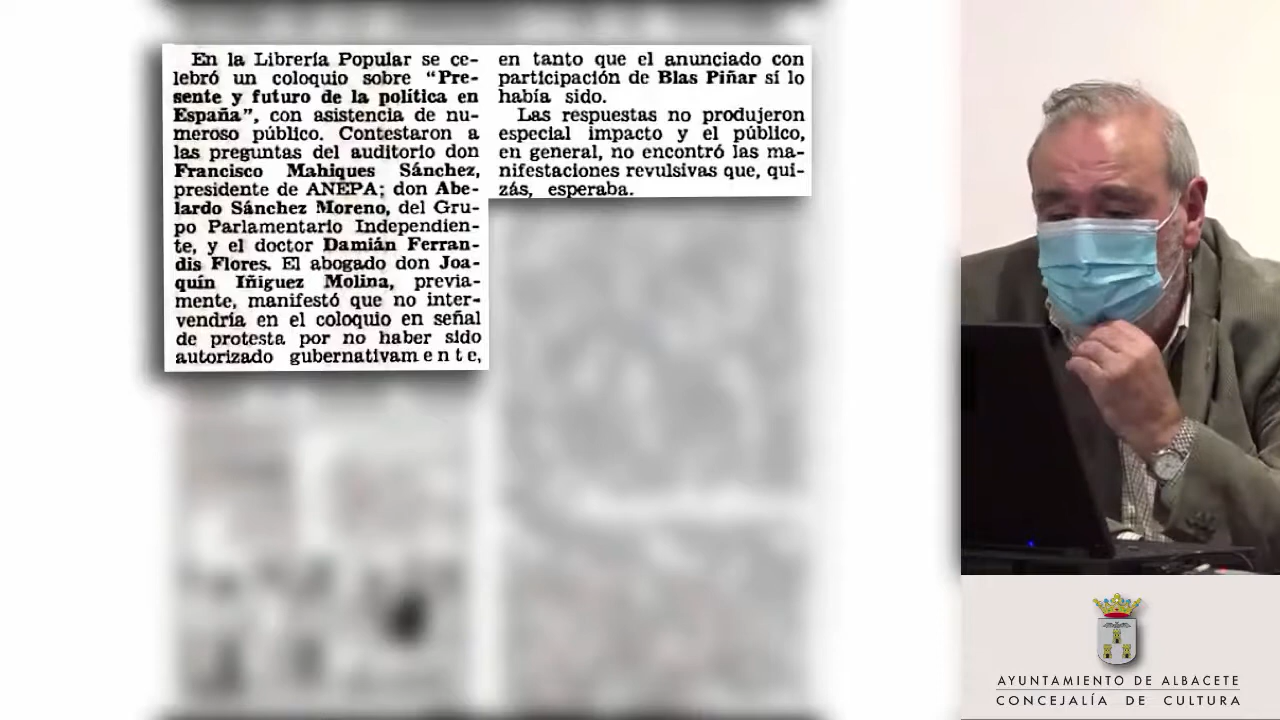 En la Librería Popular se ce-
lebró un coloquio sobre "Pre-
sente y futuro de la política en
España", con asistencia de nu-
meroso público. Contestaron a
las preguntas del auditorio don
Francisco Mahiques Sánchez,
presidente de ANEPA; don Abe-
lardo Sánchez Moreno, del Gru-
po Parlamentario Independien-
te, y el doctor Damián Ferran-
dis Flores. El abogado don Joa-
quín Iñiguez Molina, previa-
mente, manifestó que no inter-
vendría en el coloquio en señal
de protesta por no haber sido
autorizado gubernativamente,
en tanto que el anunciado con
participación de Blas Piñar sí lo
había sido.
Las respuestas no produjeron
especial impacto y el público,
en general, no encontró las ma-
nifestaciones revulsivas que, qui-
zás, esperaba.
AYUNTAMIENTO DE ALBACETE
CONCEJALÍA DE CULTURA